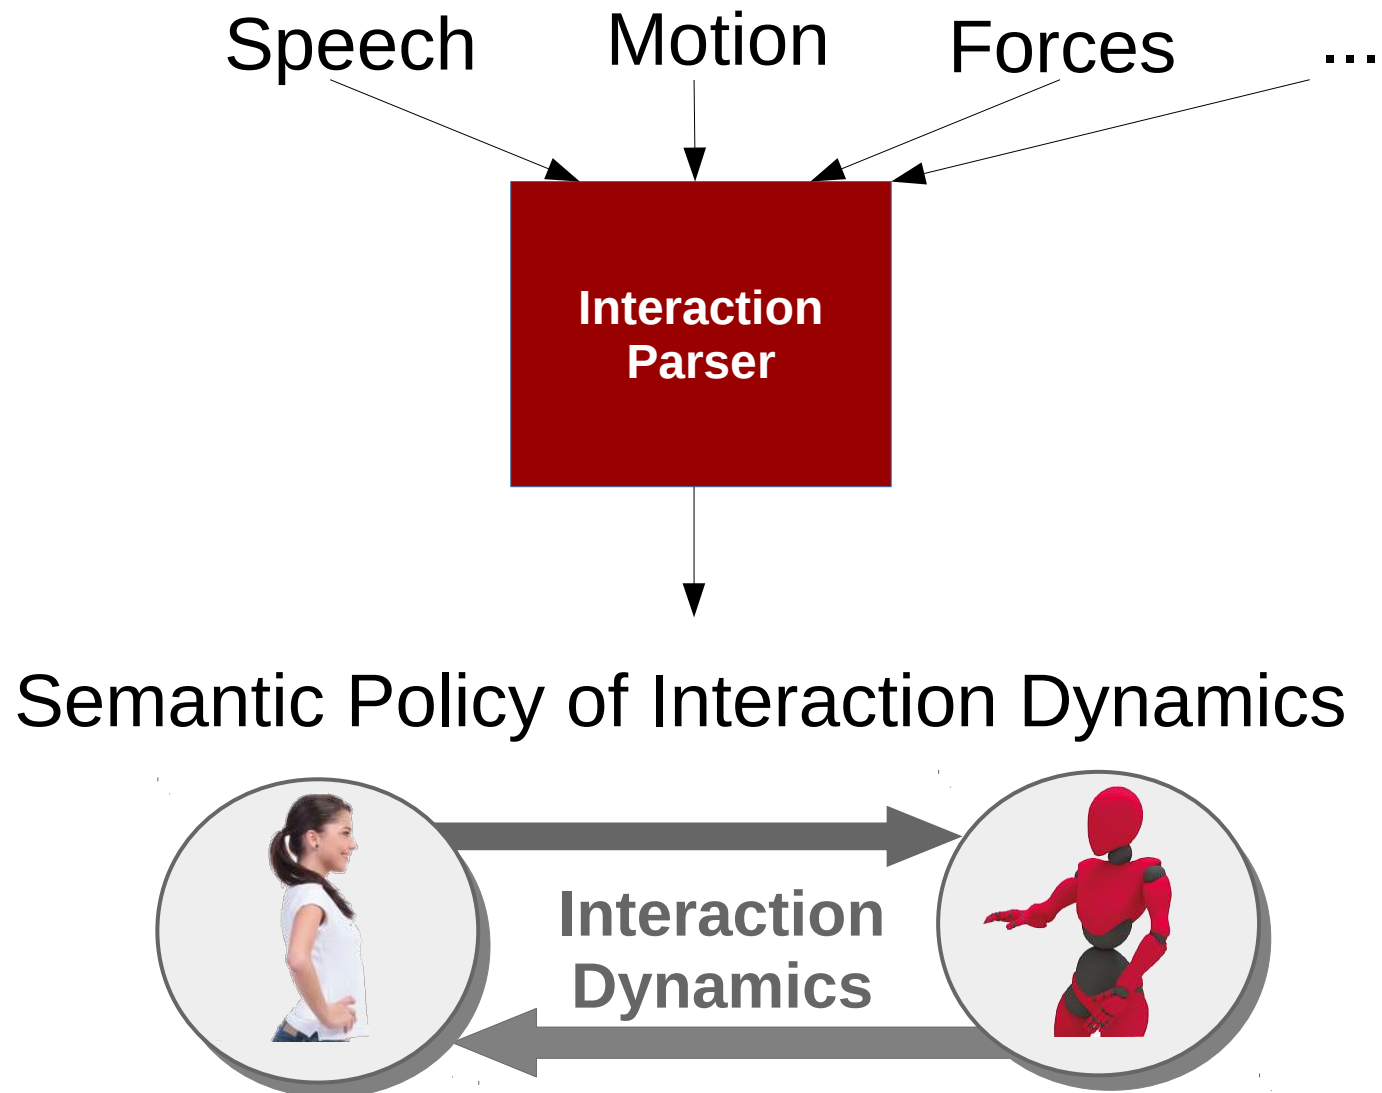 Speech Motion Forces ...
Interaction
Parser
Semantic Policy of Interaction Dynamics
Interaction
Dynamics